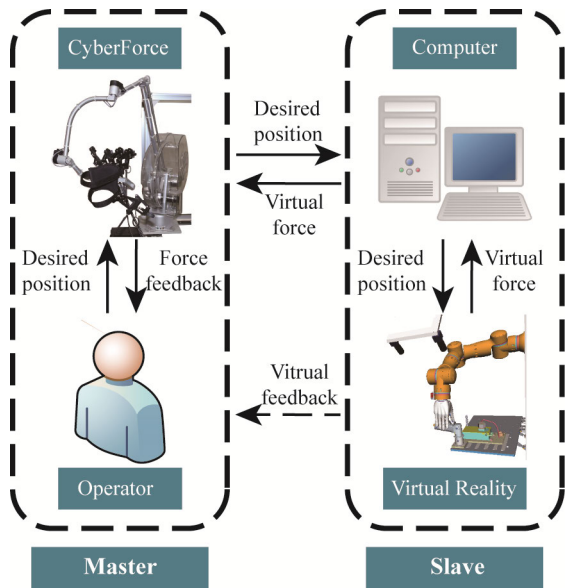 CyberForce
Computer
Desired
position
Virtual
force
Desired
position
Force
feedback
Desired
position
Virtual
force
Vitrual
feedback
Operator
Virtual Reality
Master
Slave